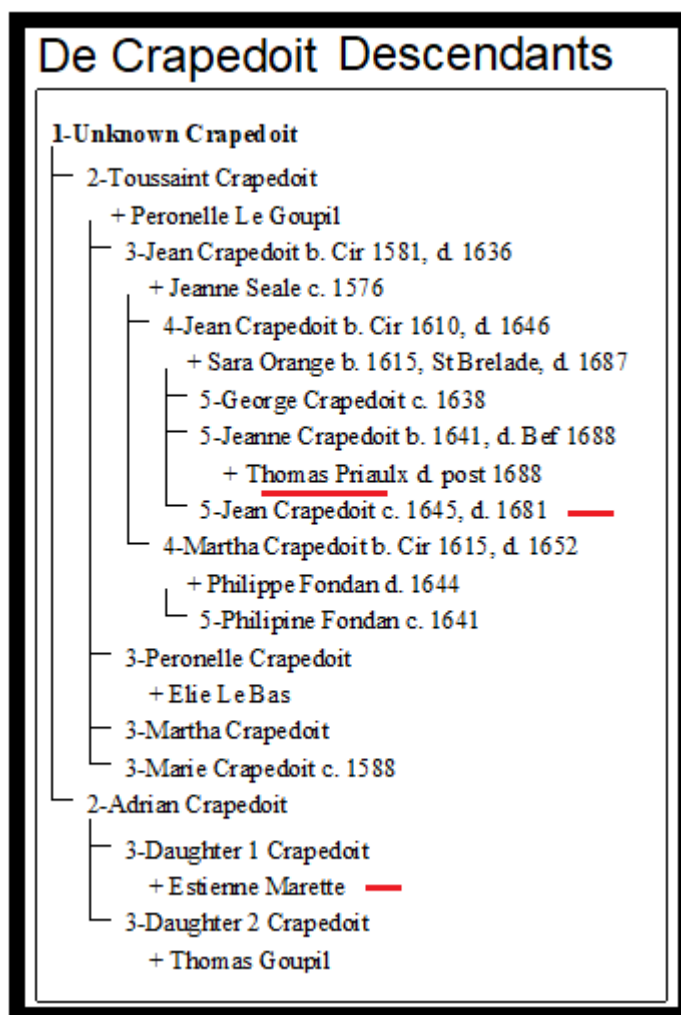 De Crapedoit Descendants
1-Unknown Crapedoit
2-Toussaint Crapedoit
+ Peronelle Le Goupil
3-Jean Crapedoit b. Cir 1581, d. 1636
+ Jeanne Seale c. 1576
4-Jean Crapedoit b. Cir 1610, d. 1646
+ Sara Orange b. 1615, St Brelade, d. 1687
5-George Crapedoit c. 1638
5-Jeanne Crapedoit b. 1641, d. Bef 1688
+ Thomas Priaulx d. post 1688
5-Jean Crapedoit c. 1645, d. 1681
4-Martha Crapedoit b. Cir 1615, d. 1652
+ Philippe Fondan d. 1644
5-Philipine Fondan c. 1641
3-Peronelle Crapedoit
+ Elie Le Bas
3-Martha Crapedoit
3-Marie Crapedoit c. 1588
2-Adrian Crapedoit
3-Daughter 1 Crapedoit
+ Estienne Marette
3-Daughter 2 Crapedoit
+ Thomas Goupil